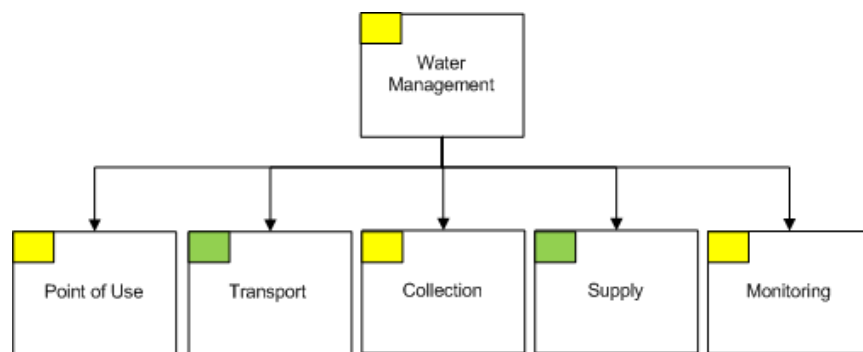 Water
Management
Point of Use
Transport
Collection
Supply
Monitoring